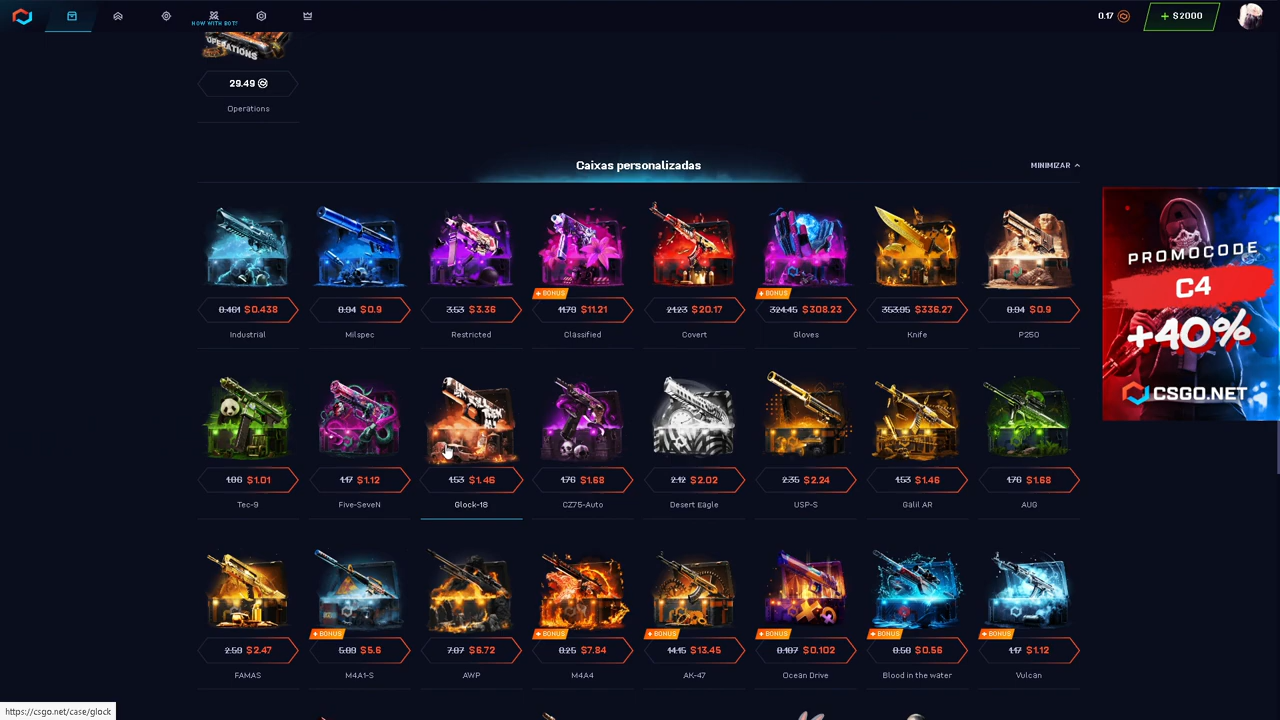 NOW WITH BOT!
0.17
+ $2000
OPERATIONS
29.49
Operations
Caixas personalizadas
MINIMIZAR
PROMOCODE
C4
+40%
CSGO.NET
+ BONUS
+ BONUS
0.461 $0.438
0.94 $0.9
3.53 $3.36
11.79 $11.21
21.23 $20.17
324.45 $308.23
353.95 $336.27
0.94 $0.9
Industrial
Milspec
Restricted
Classified
Covert
Gloves
Knife
P250
1.06 $1.01
1.17 $1.12
1.53 $1.46
1.76 $1.68
2.12 $2.02
2.35 $2.24
1.53 $1.46
1.76 $1.68
Tec-9
Five-SeveN
Glock-18
CZ75-Auto
Desert Eagle
USP-S
Galil AR
AUG
+ BONUS
+ BONUS
+ BONUS
+ BONUS
+ BONUS
+ BONUS
2.59 $2.47
5.89 $5.6
7.07 $6.72
8.25 $7.84
14.15 $13.45
0.107 $0.102
0.58 $0.56
1.17 $1.12
FAMAS
M4A1-S
AWP
M4A4
AK-47
Ocean Drive
Blood in the water
Vulcan
https://csgo.net/case/glock